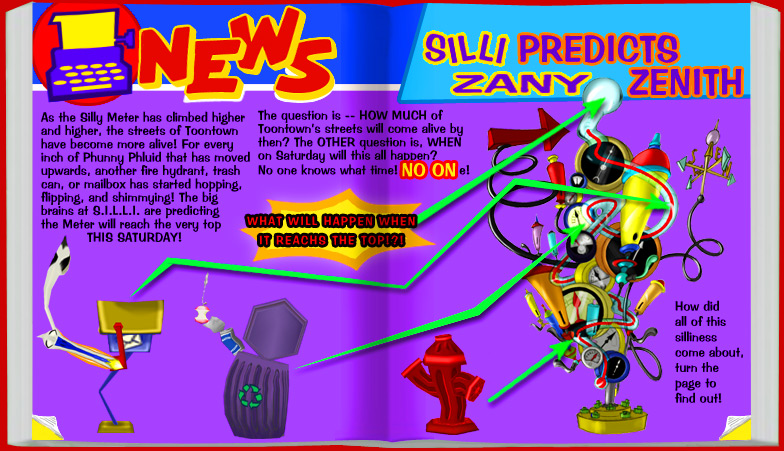 NEWS
As the Silly Meter has climbed higher
and higher, the streets of Toontown
have become more alive! For every
inch of Phunny Phluid that has moved
upwards, another fire hydrant, trash
can, or mailbox has started hopping,
flipping, and shimmying! The big
brains at S.I.L.L.I. are predicting
the Meter will reach the very top
THIS SATURDAY!
The question is -- HOW MUCH of
Toontown's streets will come alive by
then? The OTHER question is, WHEN
on Saturday will this all happen?
No one knows what time! NO ON e!
WHAT WILL HAPPEN WHEN
IT REACHS THE TOP!?!
SILLI PREDICTS
ZANY ZENITH
How did
all of this
silliness
come about,
turn the
page to
find out!